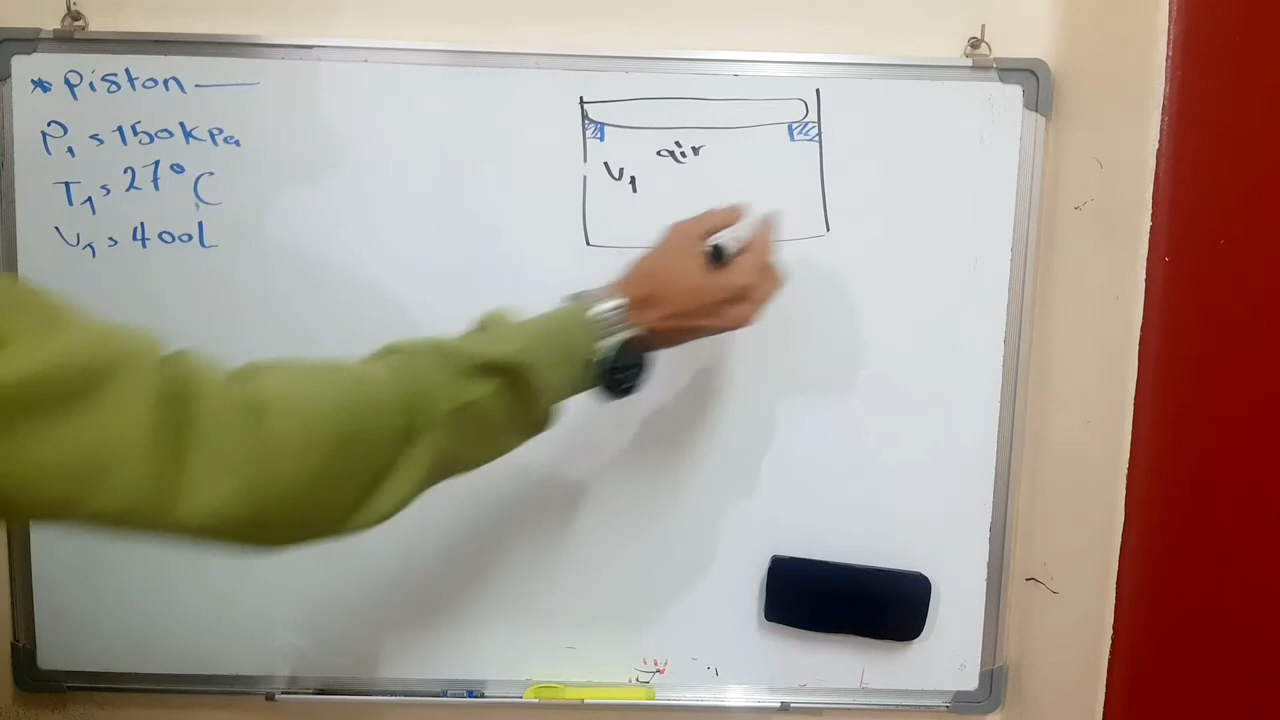 * Piston —
P₁ = 150 kPa
T₁ = 27° C
V₁ = 400 L
air
V₁